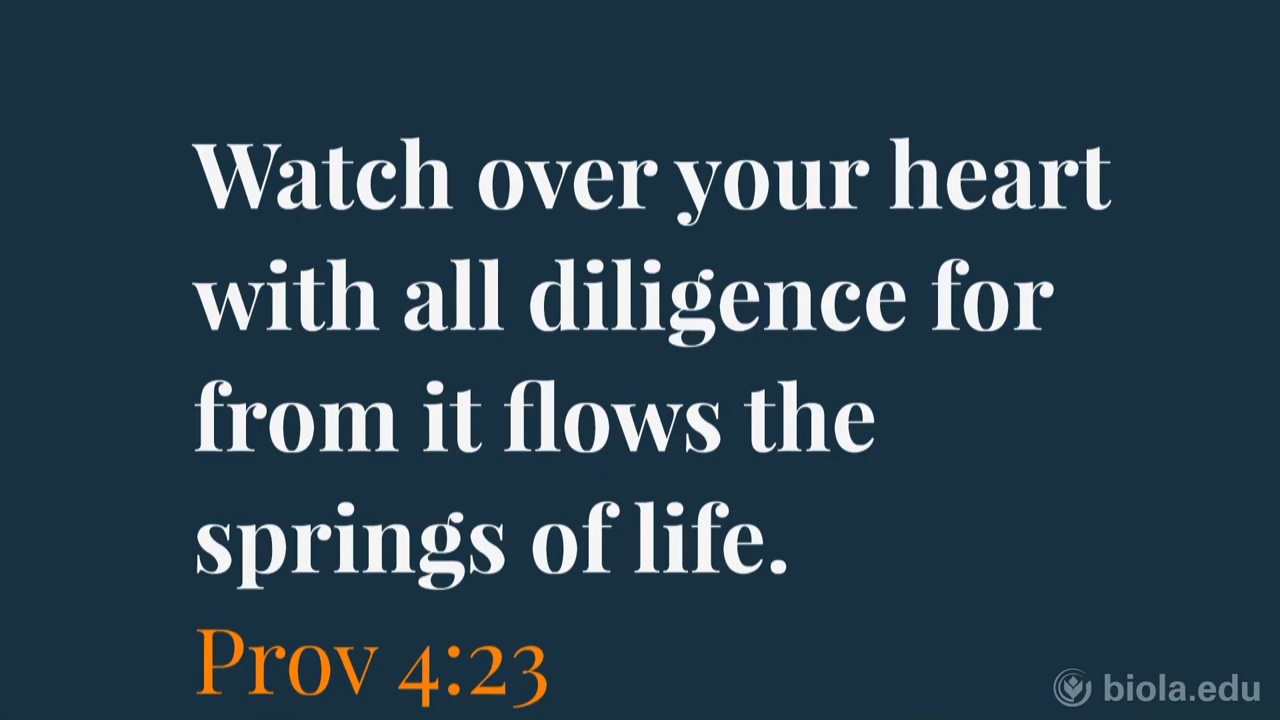 Watch over your heart
with all diligence for
from it flows the
springs of life.
Prov 4:23
biola.edu